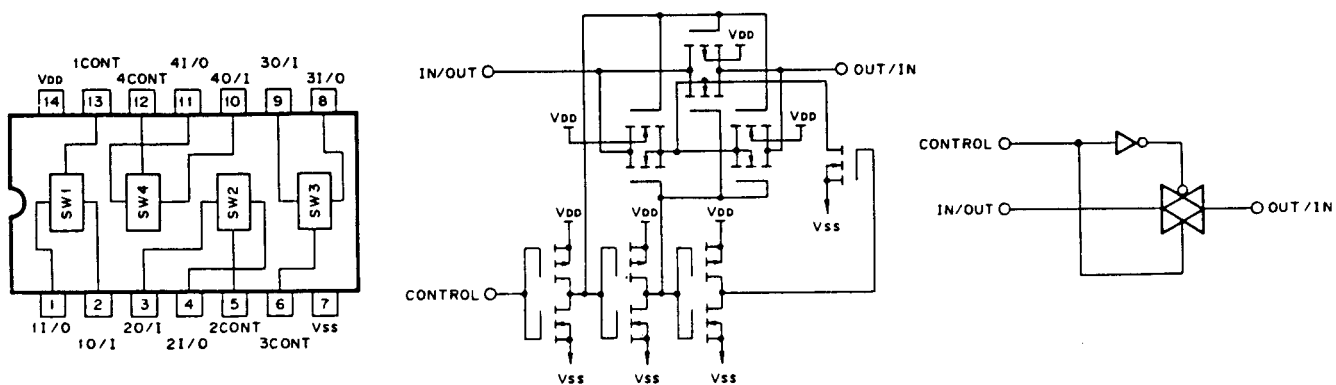 1CONT 4I/O 3O/I
VDD 4CONT 4O/I 3I/O
14 13 12 11 10 9 8
SW1 SW4 SW2 SW3
1 2 3 4 5 6 7
1I/O 2O/I 2CONT VSS
1O/I 2I/O 3CONT
VDD
IN/OUT OUT/IN
VDD VDD
VSS
VDD VDD VDD
CONTROL
VSS VSS VSS
CONTROL
IN/OUT OUT/IN